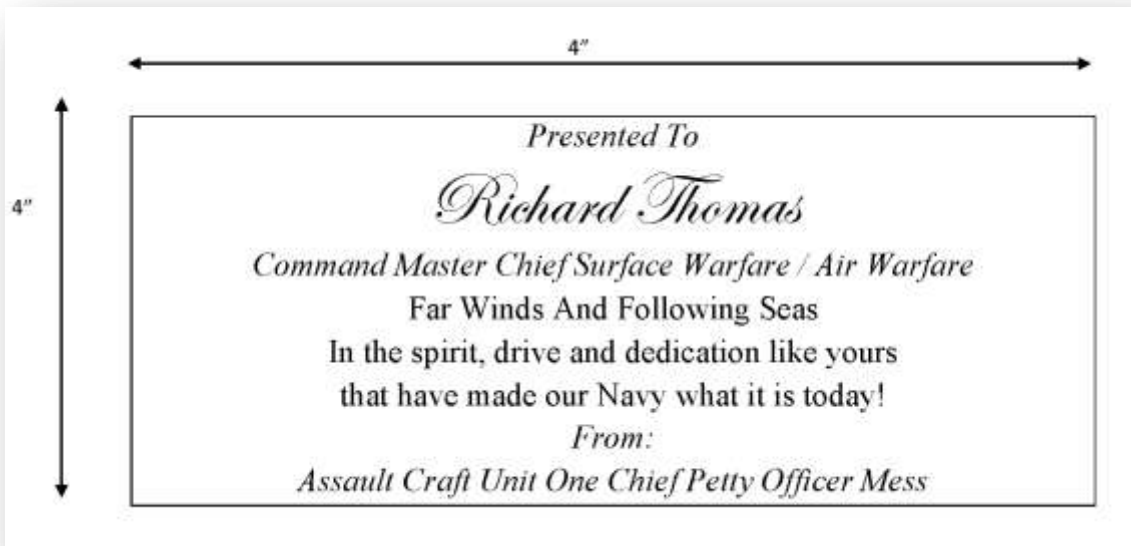 4"
4"
Presented To
Richard Thomas
Command Master Chief Surface Warfare / Air Warfare
Far Winds And Following Seas
In the spirit, drive and dedication like yours
that have made our Navy what it is today!
From:
Assault Craft Unit One Chief Petty Officer Mess